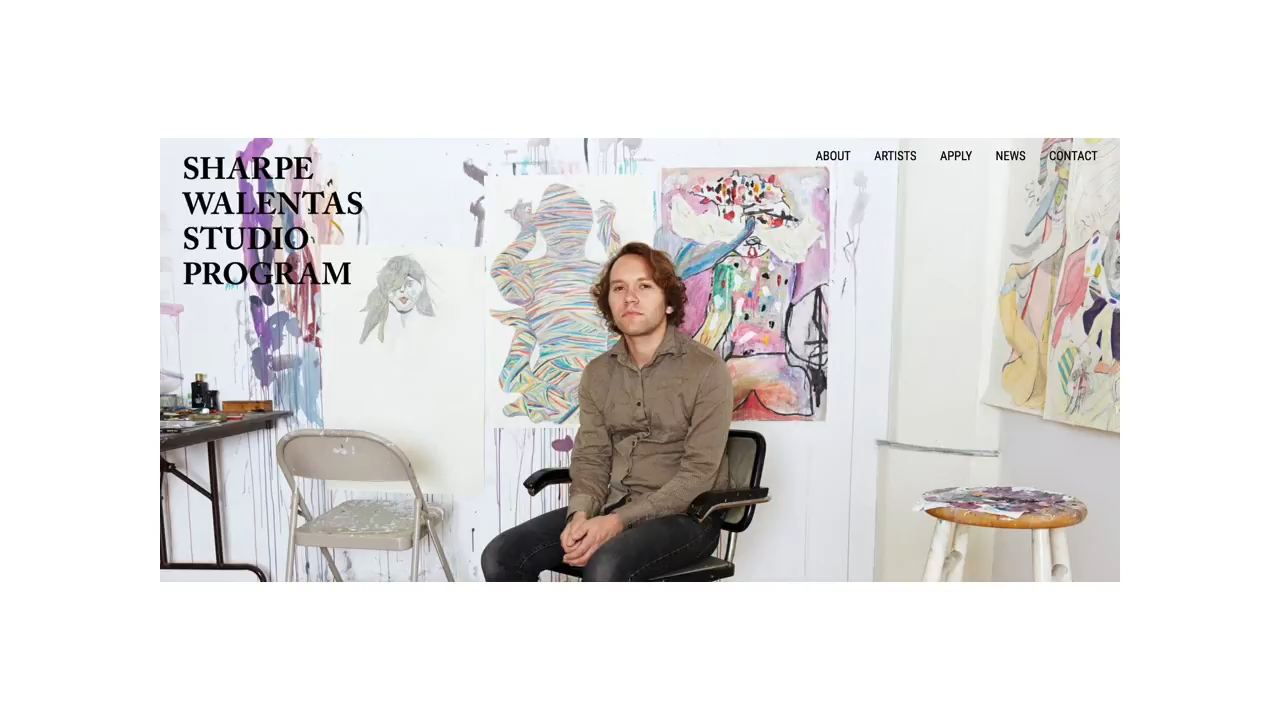 SHARPE
WALENTAS
STUDIO
PROGRAM
ABOUT ARTISTS APPLY NEWS CONTACT